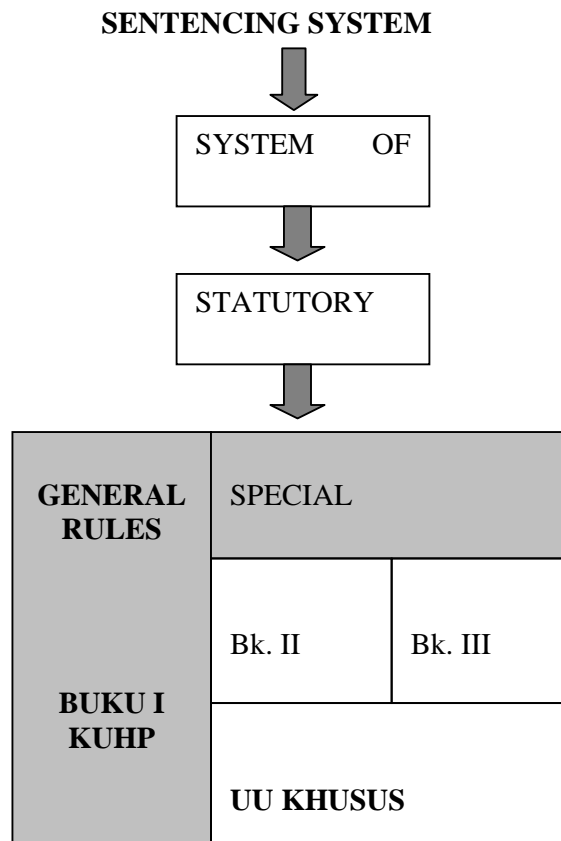 SENTENCING SYSTEM
SYSTEM OF
STATUTORY
GENERAL
RULES
SPECIAL
Bk. II
Bk. III
BUKU I
KUHP
UU KHUSUS